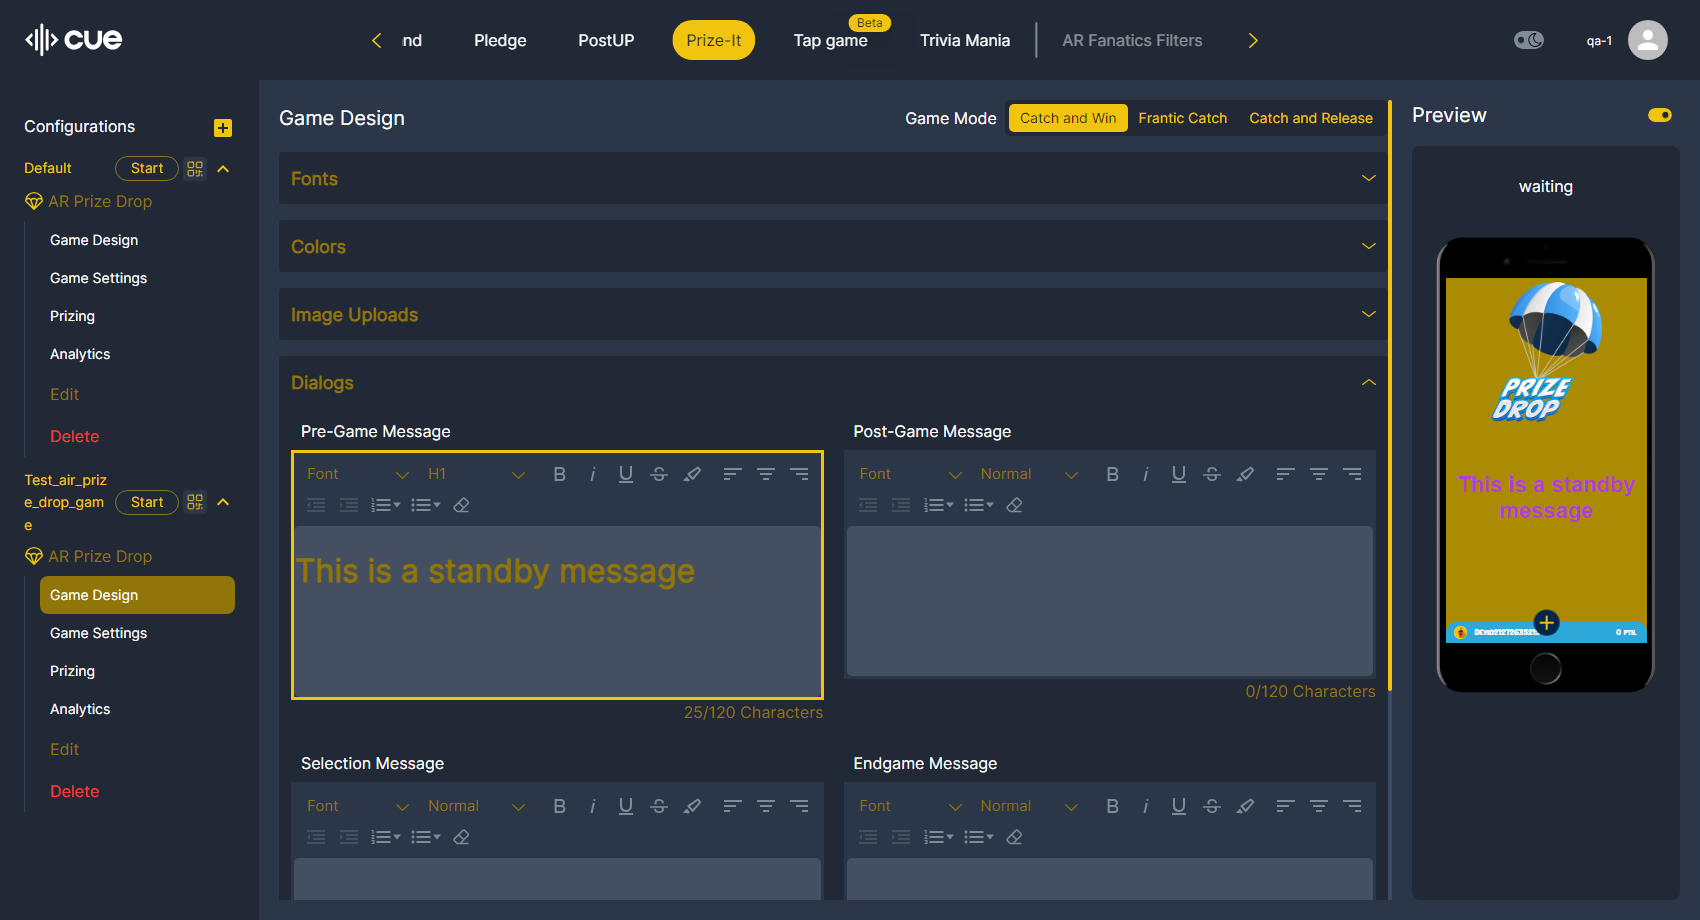 cue
nd
Pledge
PostUP
Prize-It
Beta
Tap game
Trivia Mania
AR Fanatics Filters
qa-1
Configurations
Default
Start
AR Prize Drop
Game Design
Game Settings
Prizing
Analytics
Edit
Delete
Test_air_priz
e_drop_gam
e
Start
AR Prize Drop
Game Design
Game Settings
Prizing
Analytics
Edit
Delete
Game Design
Game Mode
Catch and Win
Frantic Catch
Catch and Release
Fonts
Colors
Image Uploads
Dialogs
Pre-Game Message
Font
H1
This is a standby message
25/120 Characters
Post-Game Message
Font
Normal
0/120 Characters
Selection Message
Font
Normal
Endgame Message
Font
Normal
Preview
waiting
PRIZE
DROP
This is a standby
message
0 PTS.